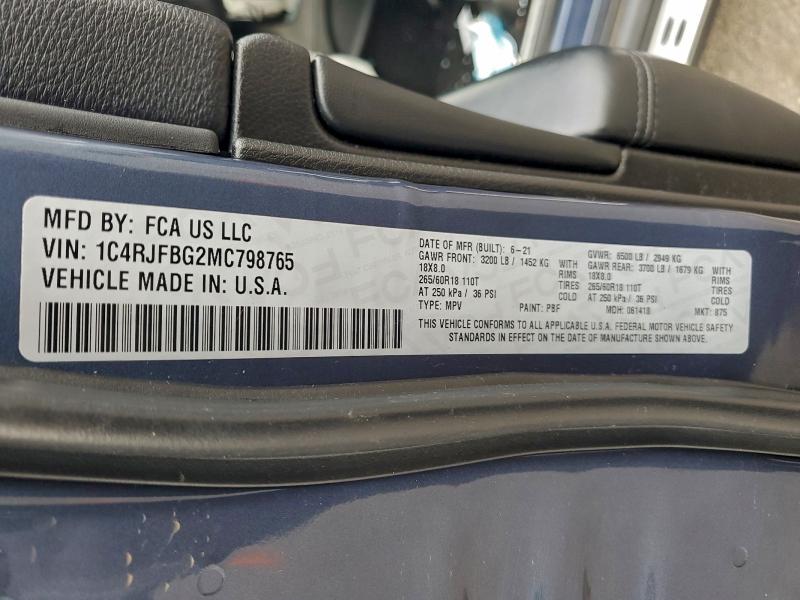 MFD BY: FCA US LLC
VIN: 1C4RJFBG2MC798765
VEHICLE MADE IN: U.S.A.
DATE OF MFR (BUILT): 6-21 GVWR: 6500 LB / 2949 KG
GAWR FRONT: 3200 LB / 1452 KG WITH GAWR REAR: 3700 LB / 1679 KG WITH
18X8.0 RIMS 18X8.0 RIMS
265/60R18 110T TIRES 265/60R18 110T TIRES
AT 250 kPa / 36 PSI COLD AT 250 kPa / 36 PSI COLD
TYPE: MPV PAINT: PBF MDH: 061418 MKT: 875
THIS VEHICLE CONFORMS TO ALL APPLICABLE U.S.A. FEDERAL MOTOR VEHICLE SAFETY
STANDARDS IN EFFECT ON THE DATE OF MANUFACTURE SHOWN ABOVE.